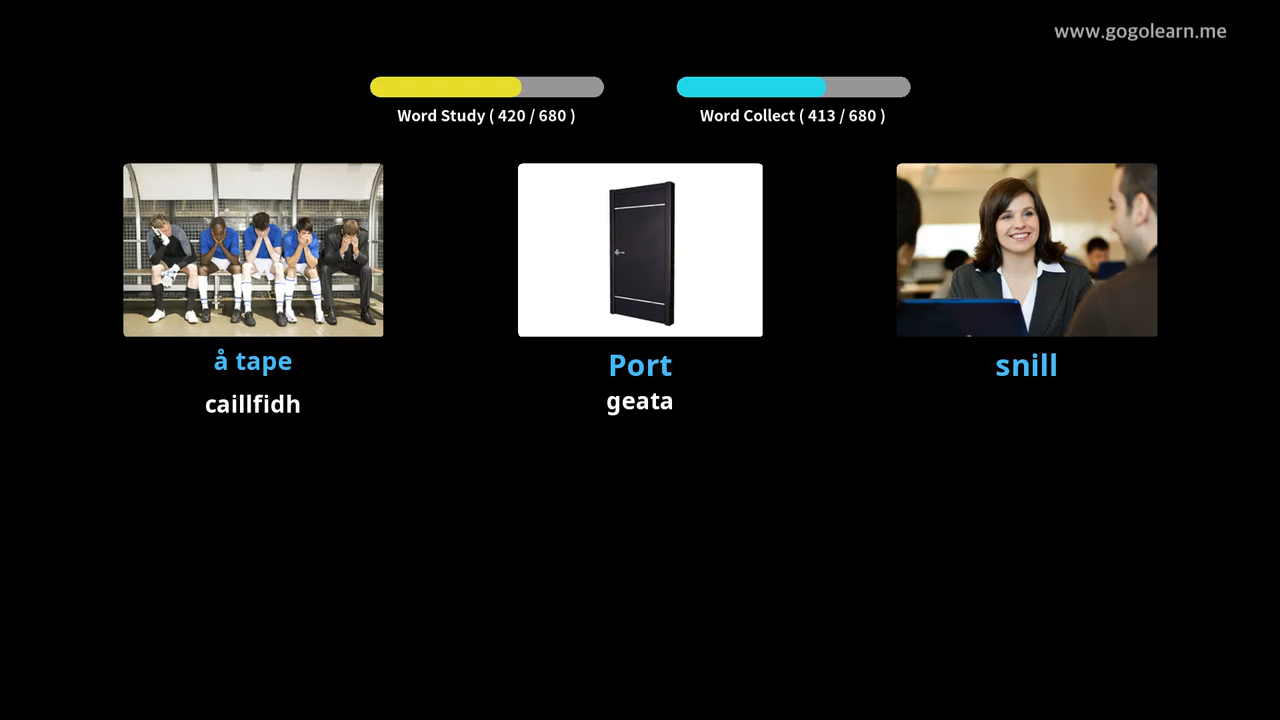 www.gogolearn.me
Word Study ( 420 / 680 )
Word Collect ( 413 / 680 )
å tape
Port
snill
caillfidh
geata